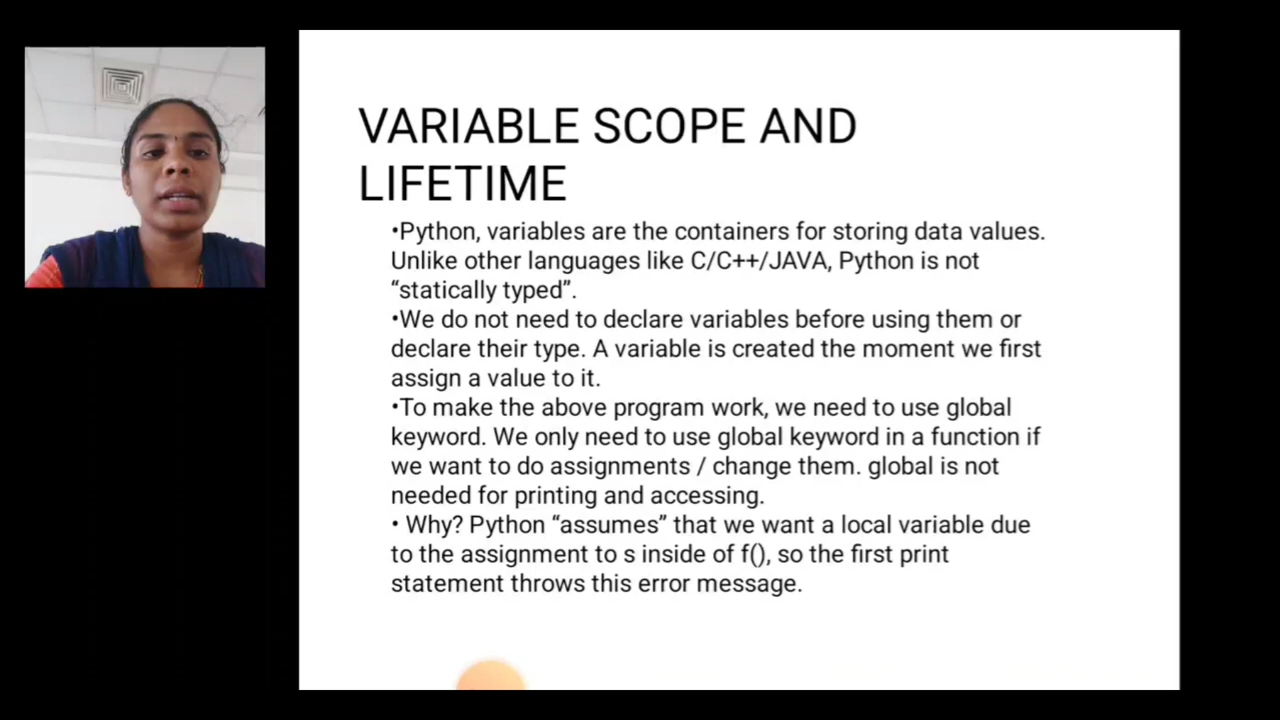 VARIABLE SCOPE AND
LIFETIME
•Python, variables are the containers for storing data values.
Unlike other languages like C/C++/JAVA, Python is not
“statically typed”.
•We do not need to declare variables before using them or
declare their type. A variable is created the moment we first
assign a value to it.
•To make the above program work, we need to use global
keyword. We only need to use global keyword in a function if
we want to do assignments / change them. global is not
needed for printing and accessing.
• Why? Python “assumes” that we want a local variable due
to the assignment to s inside of f(), so the first print
statement throws this error message.